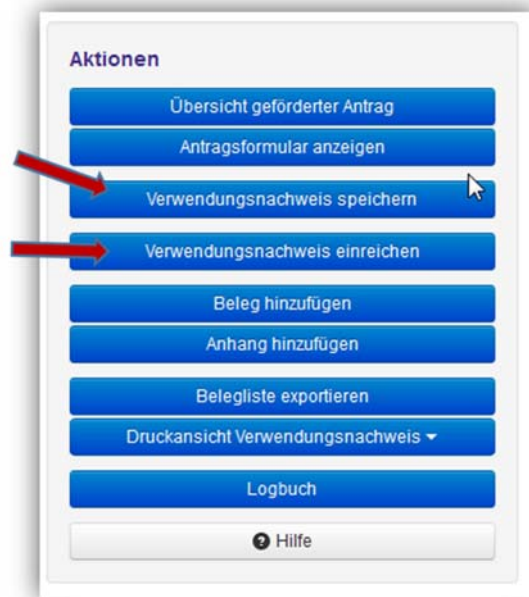 Aktionen
Übersicht geförderter Antrag
Antragsformular anzeigen
Verwendungsnachweis speichern
Verwendungsnachweis einreichen
Beleg hinzufügen
Anhang hinzufügen
Belegliste exportieren
Druckansicht Verwendungsnachweis
Logbuch
Hilfe